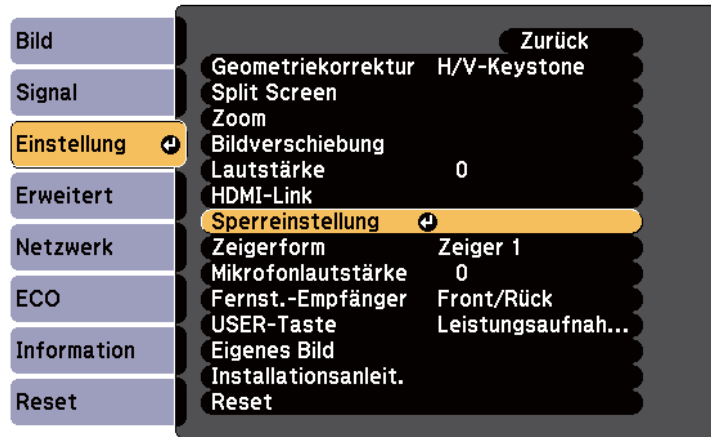 Bild
Signal
Einstellung
Erweitert
Netzwerk
ECO
Information
Reset
Zurück
Geometriekorrektur H/V-Keystone
Split Screen
Zoom
Bildverschiebung
Lautstärke 0
HDMI-Link
Sperreinstellung
Zeigerform Zeiger 1
Mikrofonlautstärke 0
Fernst.-Empfänger Front/Rück
USER-Taste Leistungsaufnah...
Eigenes Bild
Installationsanleit.
Reset